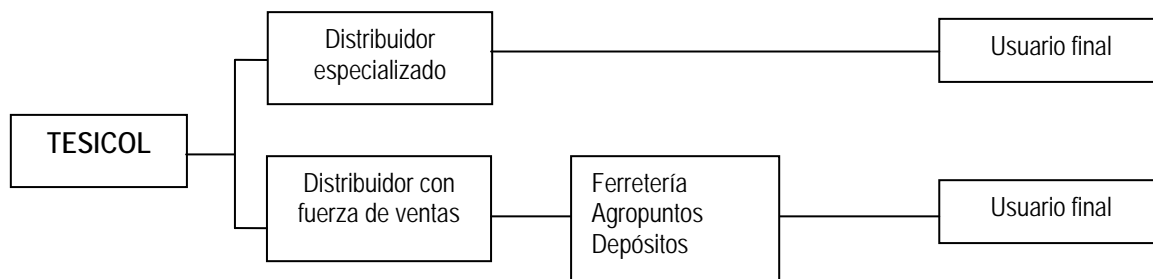 Distribuidor
especializado
Usuario final
TESICOL
Distribuidor con
fuerza de ventas
Ferretería
Agropuntos
Depósitos
Usuario final